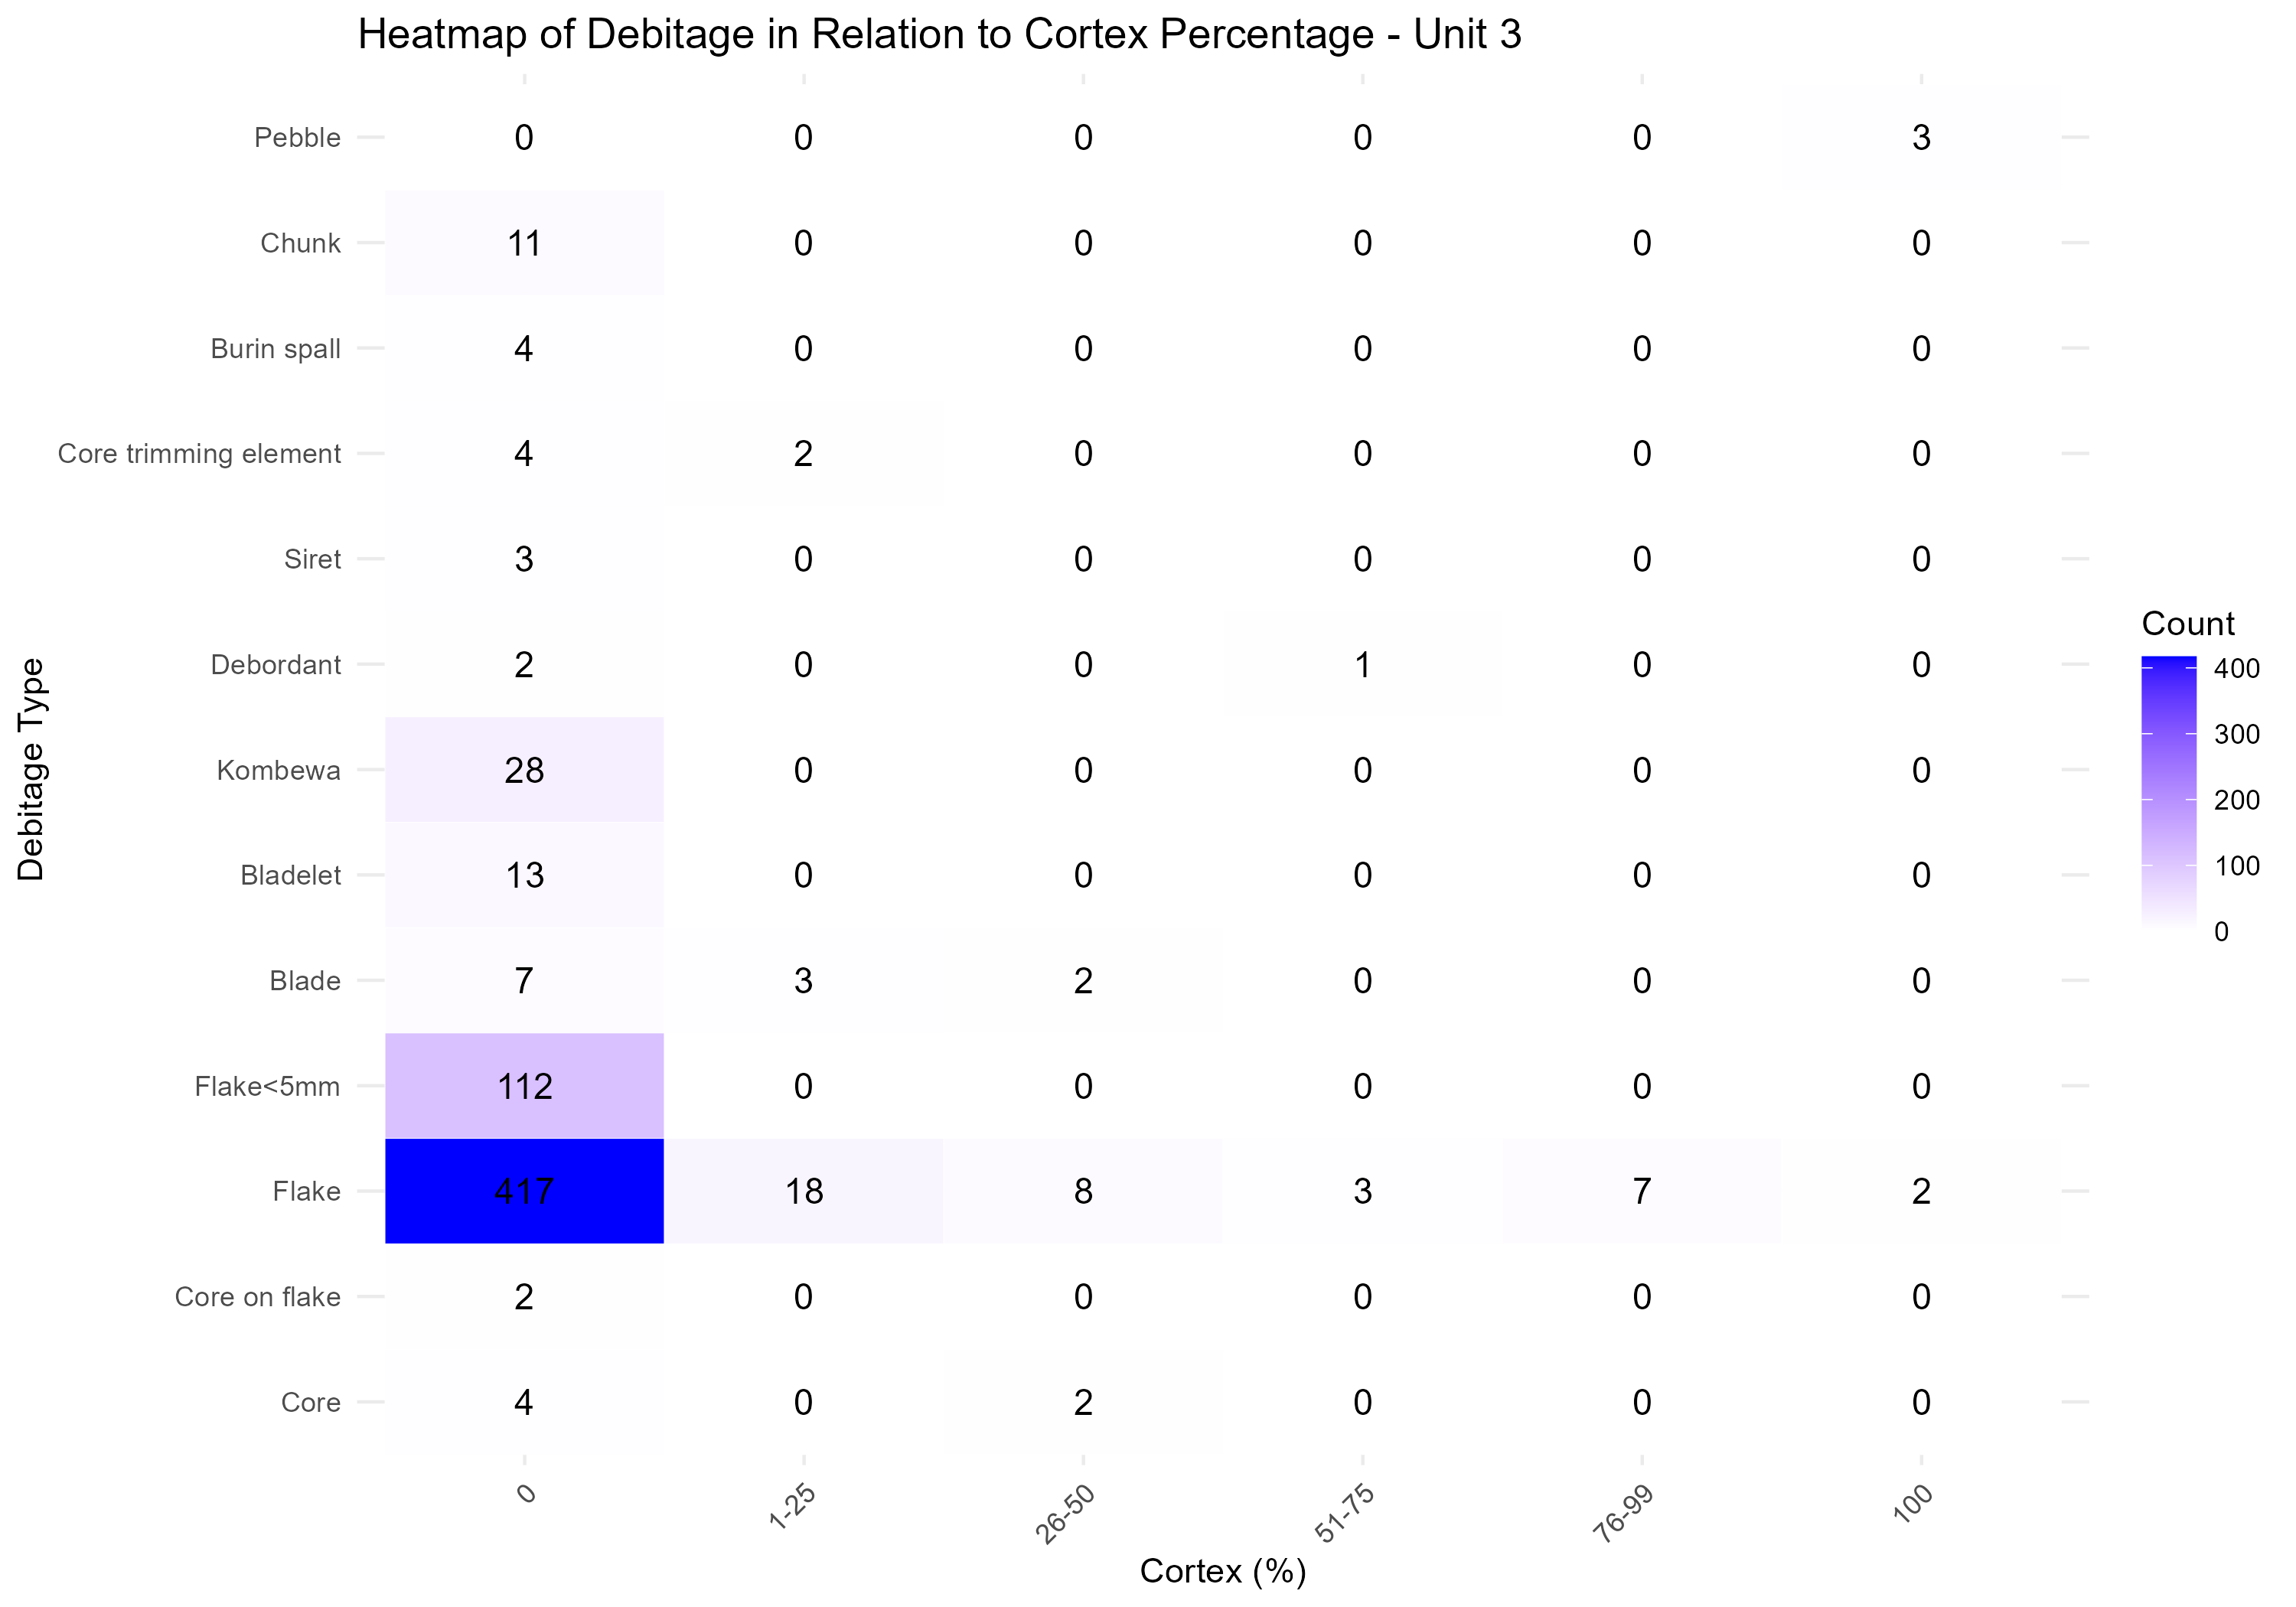 Heatmap of Debitage in Relation to Cortex Percentage - Unit 3
Debitage Type
Pebble 0 0 0 0 0 3
Chunk 11 0 0 0 0 0
Burin spall 4 0 0 0 0 0
Core trimming element 4 2 0 0 0 0
Siret 3 0 0 0 0 0
Debordant 2 0 0 1 0 0
Kombewa 28 0 0 0 0 0
Bladelet 13 0 0 0 0 0
Blade 7 3 2 0 0 0
Flake<5mm 112 0 0 0 0 0
Flake 417 18 8 3 7 2
Core on flake 2 0 0 0 0 0
Core 4 0 2 0 0 0
0 1-25 26-50 51-75 76-99 100
Cortex (%)
Count
400
300
200
100
0